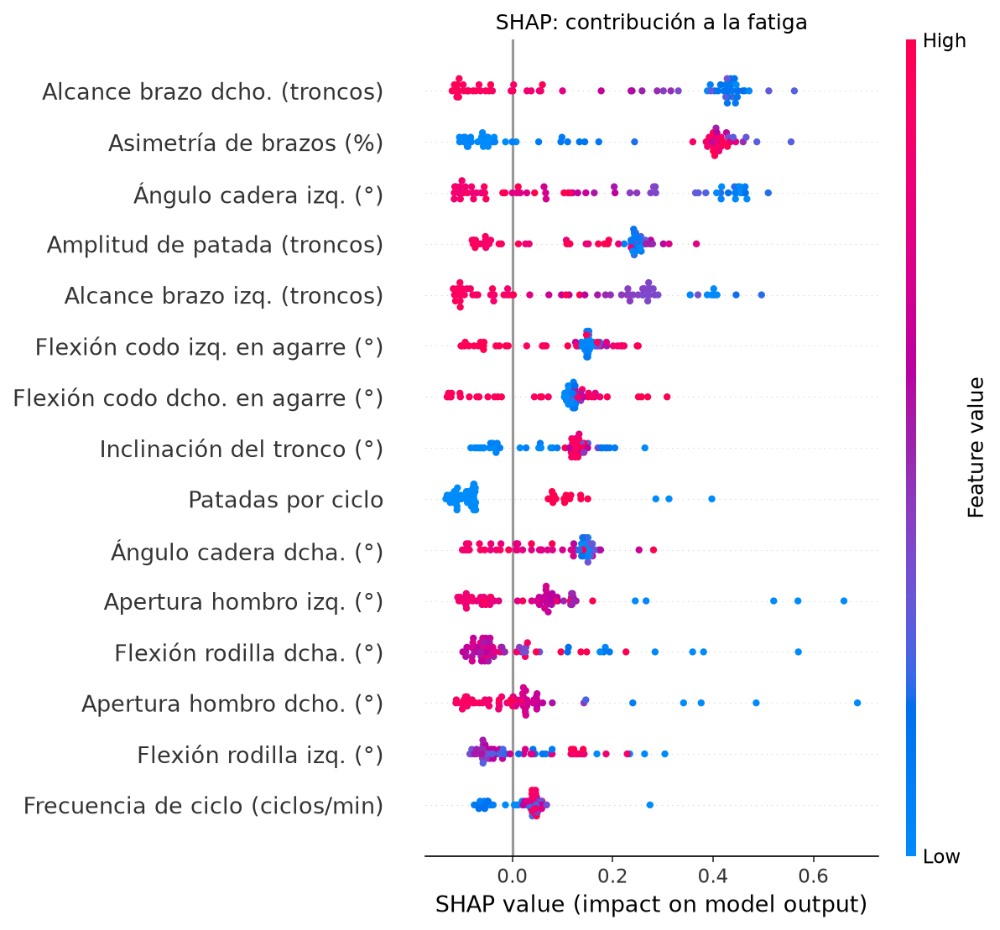 SHAP: contribución a la fatiga
High
Alcance brazo dcho. (troncos)
Asimetría de brazos (%)
Ángulo cadera izq. (°)
Amplitud de patada (troncos)
Alcance brazo izq. (troncos)
Flexión codo izq. en agarre (°)
Flexión codo dcho. en agarre (°)
Inclinación del tronco (°)
Patadas por ciclo
Ángulo cadera dcha. (°)
Apertura hombro izq. (°)
Flexión rodilla dcha. (°)
Apertura hombro dcho. (°)
Flexión rodilla izq. (°)
Frecuencia de ciclo (ciclos/min)
Feature value
Low
0.0 0.2 0.4 0.6
SHAP value (impact on model output)